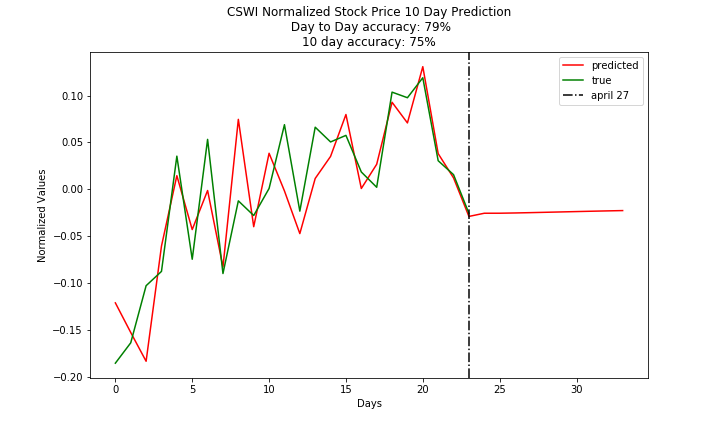 CSWI Normalized Stock Price 10 Day Prediction
Day to Day accuracy: 79%
10 day accuracy: 75%
predicted
true
april 27
Normalized Values
0.10
0.05
0.00
−0.05
−0.10
−0.15
−0.20
0 5 10 15 20 25 30
Days